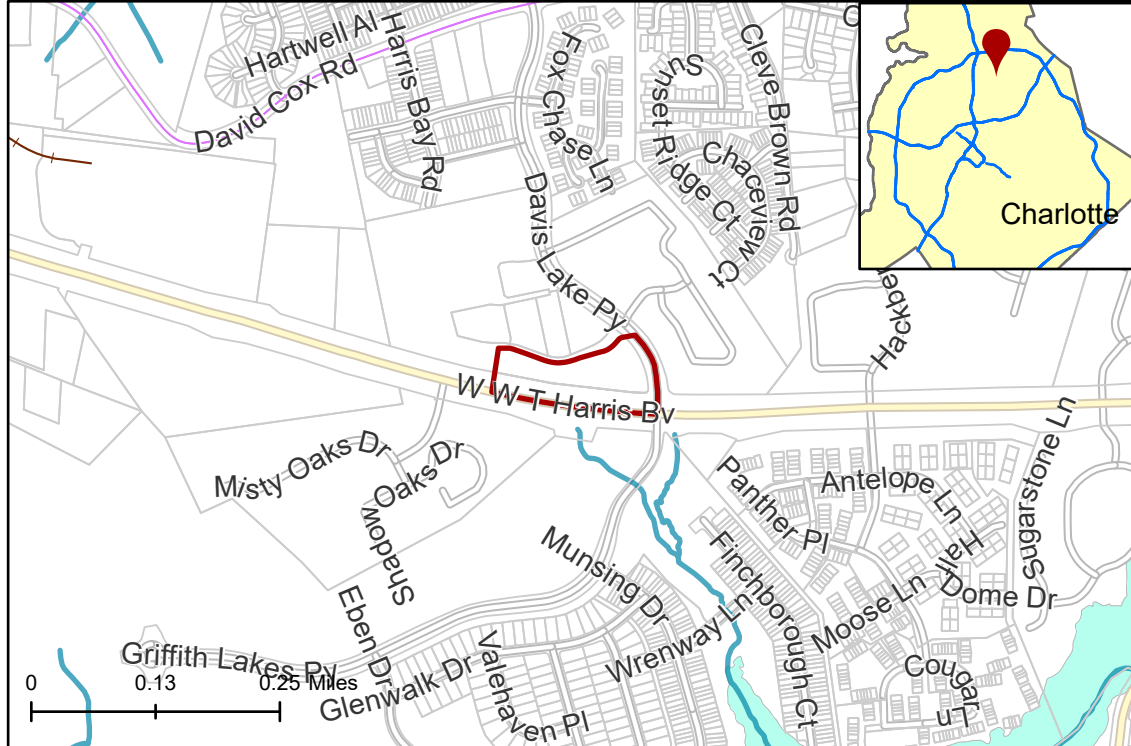 Hartwell Al
Harris Bay Rd
David Cox Rd
Fox Chase Ln
Sunset Ridge Ct
Cleve Brown Rd
Chaceview Ct
C
Charlotte
Davis Lake Py
Hackber
W W T Harris Bv
Misty Oaks Dr
Shadow Oaks Dr
Panther Pl
Antelope Ln
Sugarstone Ln
Munsing Dr
Finchborough Ct
Hall
Dome Dr
Moose Ln
Wrenway Ln
Eben Dr
Griffith Lakes Py
Glenwalk Dr
Valehaven Pl
Cougar Ln
0 0.13 0.25 Miles